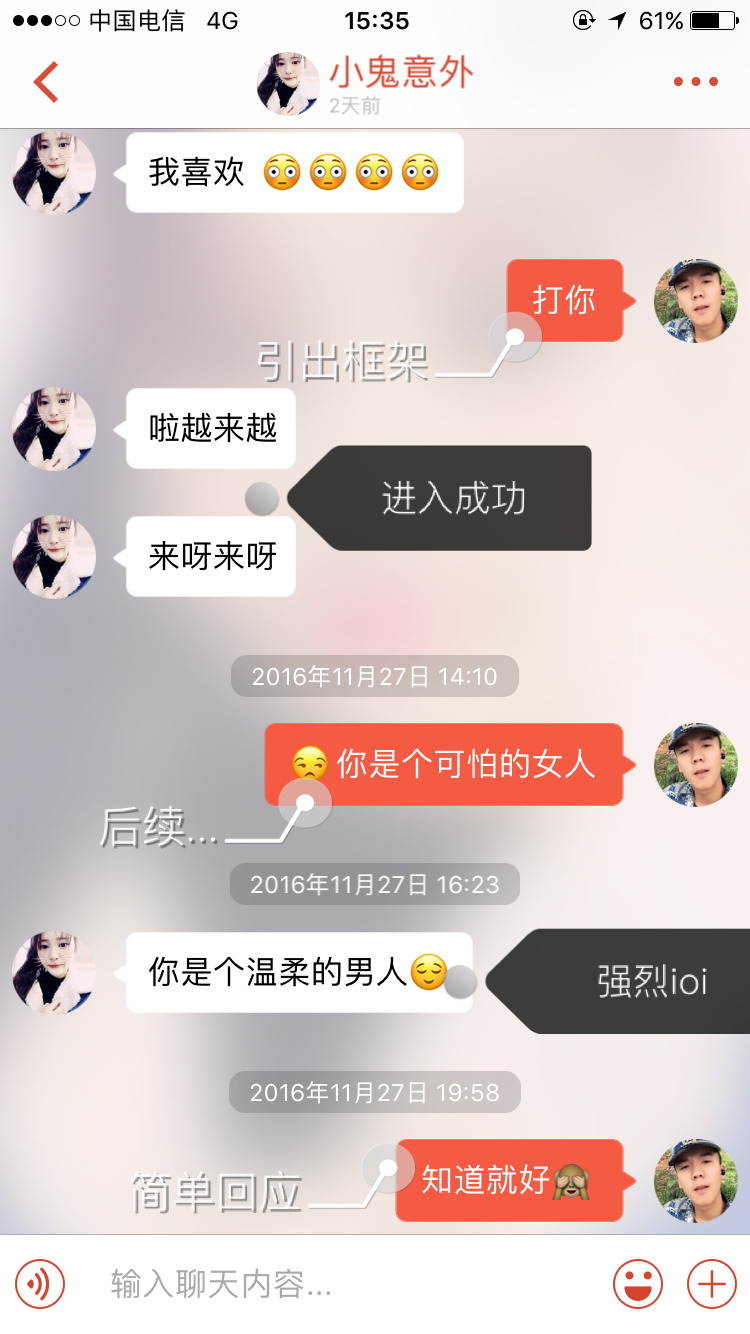 中国电信 4G 15:35 61%
小鬼意外
2天前
我喜欢 😳😳😳😳
打你
引出框架
啦越来越
进入成功
来呀来呀
2016年11月27日 14:10
😒你是个可怕的女人
后续...
2016年11月27日 16:23
你是个温柔的男人😌
强烈ioi
2016年11月27日 19:58
知道就好🙈
简单回应
输入聊天内容...